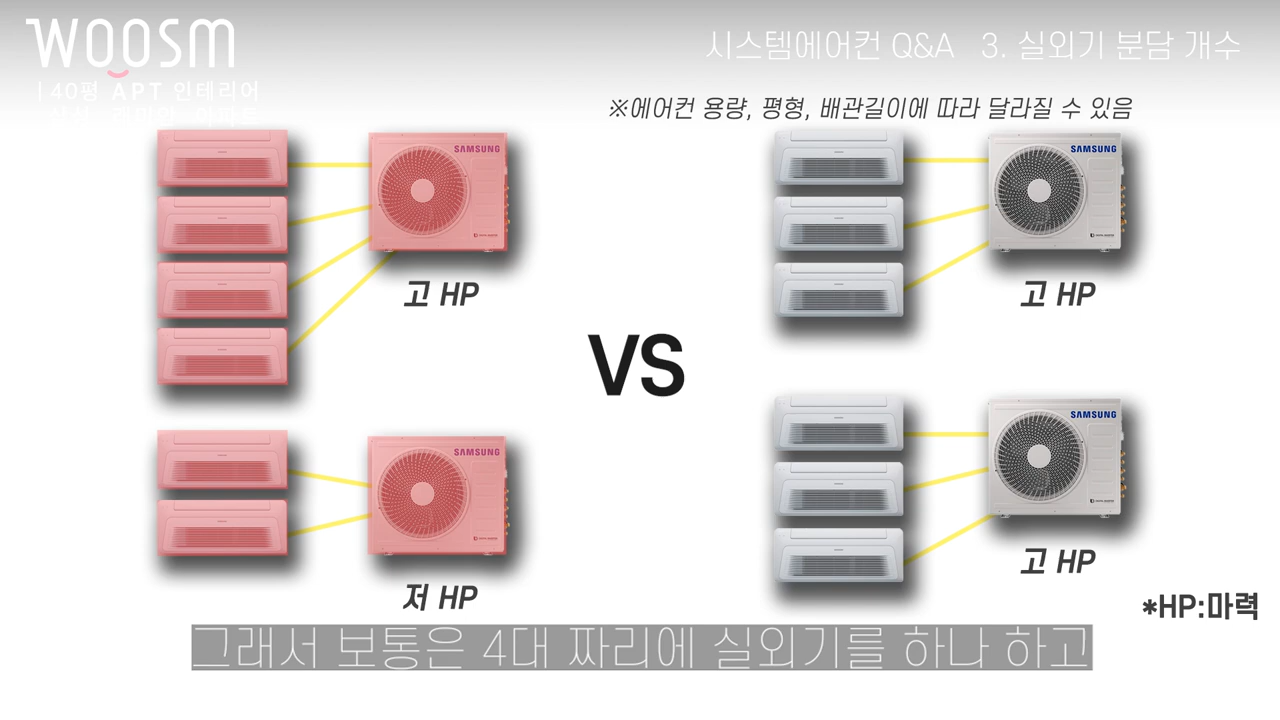 WOOSM
시스템에어컨 Q&A 3. 실외기 분담 개수
| 40평 APT 인테리어
※에어컨 용량, 평형, 배관길이에 따라 달라질 수 있음
SAMSUNG
SAMSUNG
고 HP
고 HP
VS
SAMSUNG
SAMSUNG
고 HP
저 HP
*HP:마력
그래서 보통은 4대 짜리에 실외기를 하나 하고